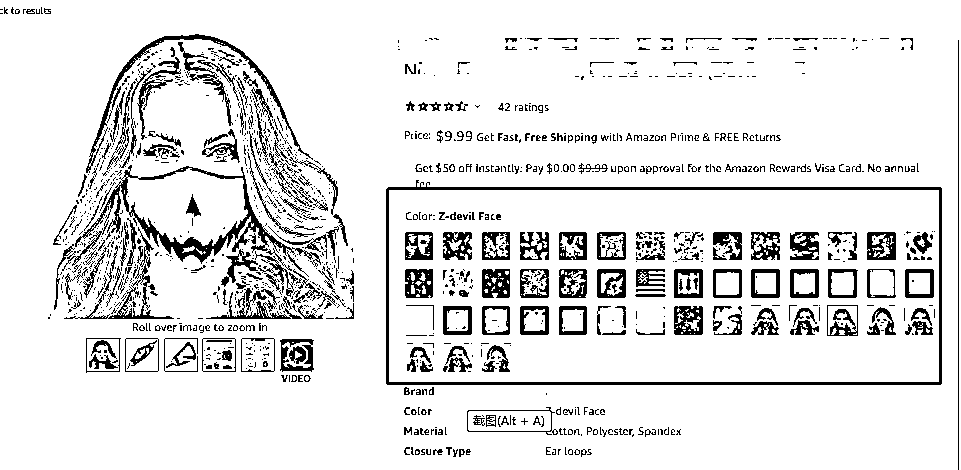 ck to results
42 ratings
Price: $9.99 Get Fast, Free Shipping with Amazon Prime & FREE Returns
Get $50 off instantly: Pay $0.00 $9.99 upon approval for the Amazon Rewards Visa Card. No annual
fee
Color: Z-devil Face
Roll over image to zoom in
VIDEO
Brand
Color Z-devil Face
截图(Alt + A)
Material Cotton, Polyester, Spandex
Closure Type Ear loops